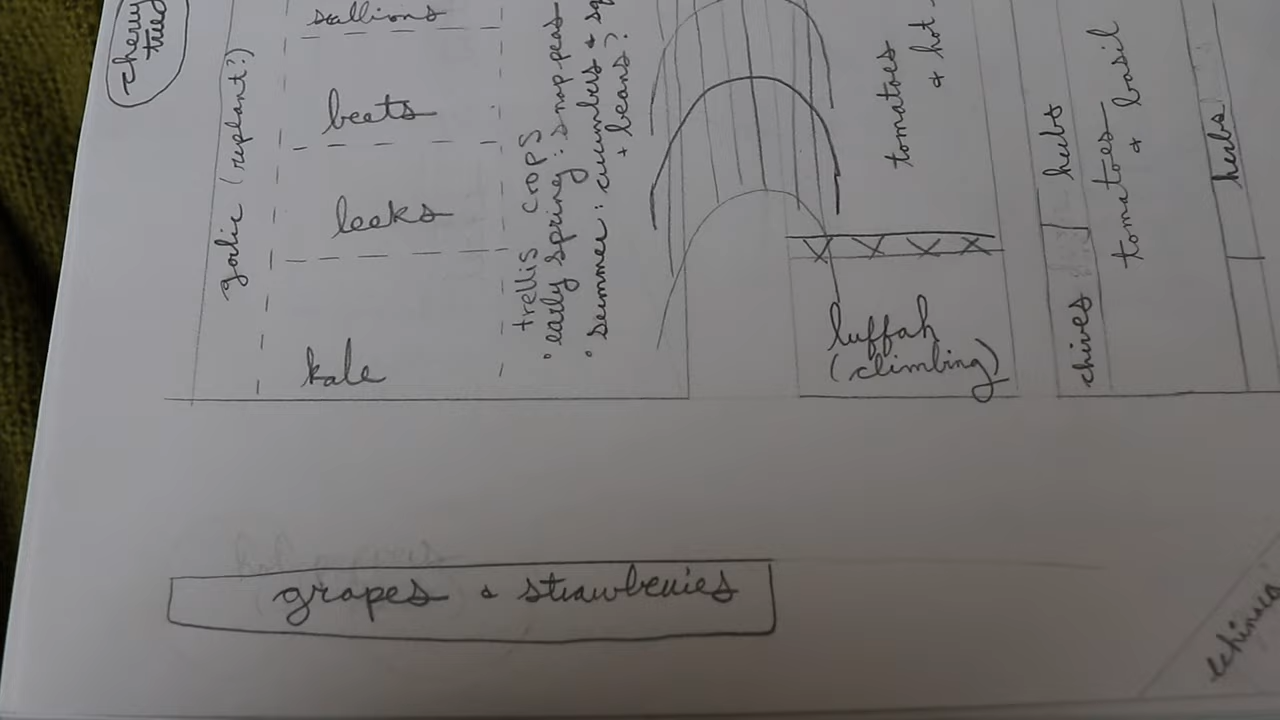 cherry
tree
scallions
beets
leeks
kale
garlic (replant?)
trellis crops
• early spring: snap peas
• summer: cucumbers &
+ beans?
tomatoes
& hot
luffah
(climbing)
herbs
chives
tomatoes
& basil
herbs
grapes & strawberries
echinacea